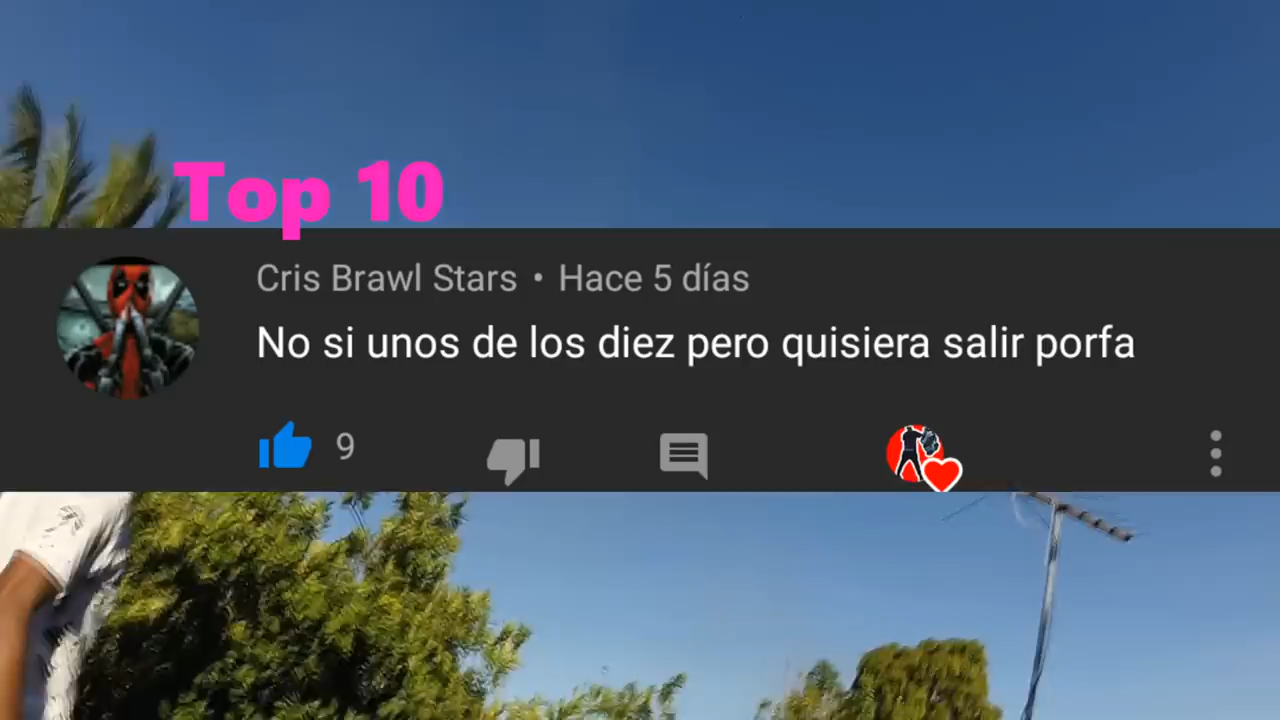 Top 10
Cris Brawl Stars • Hace 5 días
No si unos de los diez pero quisiera salir porfa
9